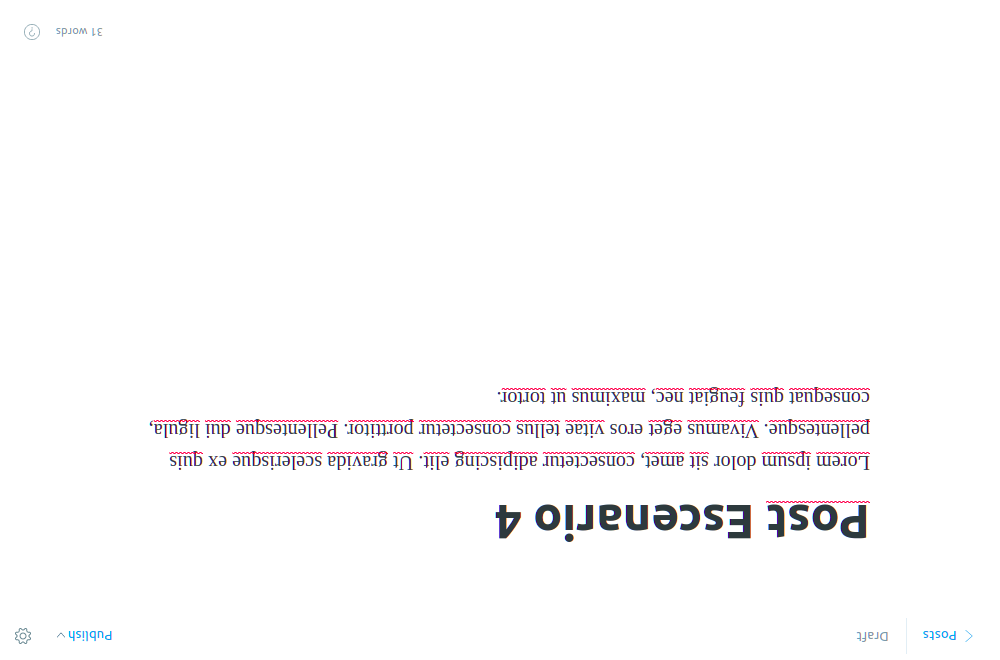 Posts
Draft
Publish
Post Escenario 4
Lorem ipsum dolor sit amet, consectetur adipiscing elit. Ut gravida scelerisque ex quis
pellentesque. Vivamus eget eros vitae tellus consectetur porttitor. Pellentesque dui ligula,
consequat quis feugiat nec, maximus ut tortor.
31 words
?